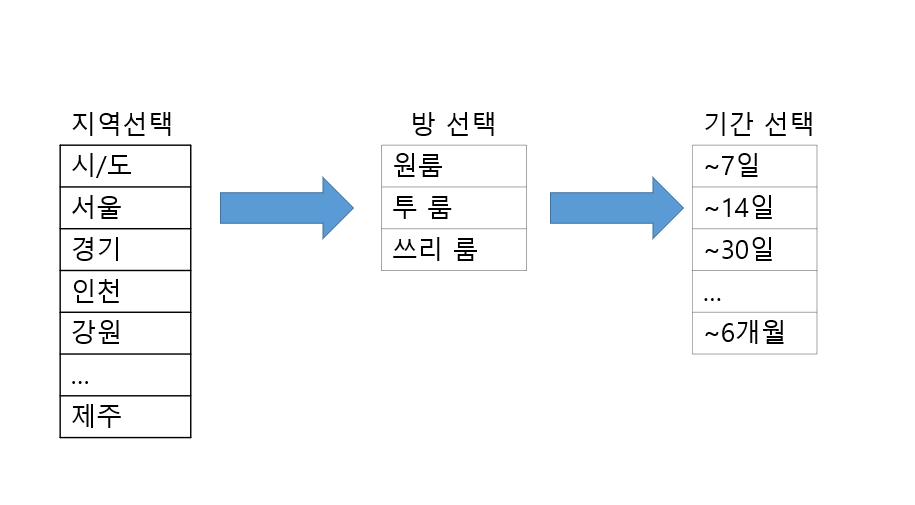 지역선택
시/도
서울
경기
인천
강원
...
제주
방 선택
원룸
투 룸
쓰리 룸
기간 선택
~7일
~14일
~30일
...
~6개월